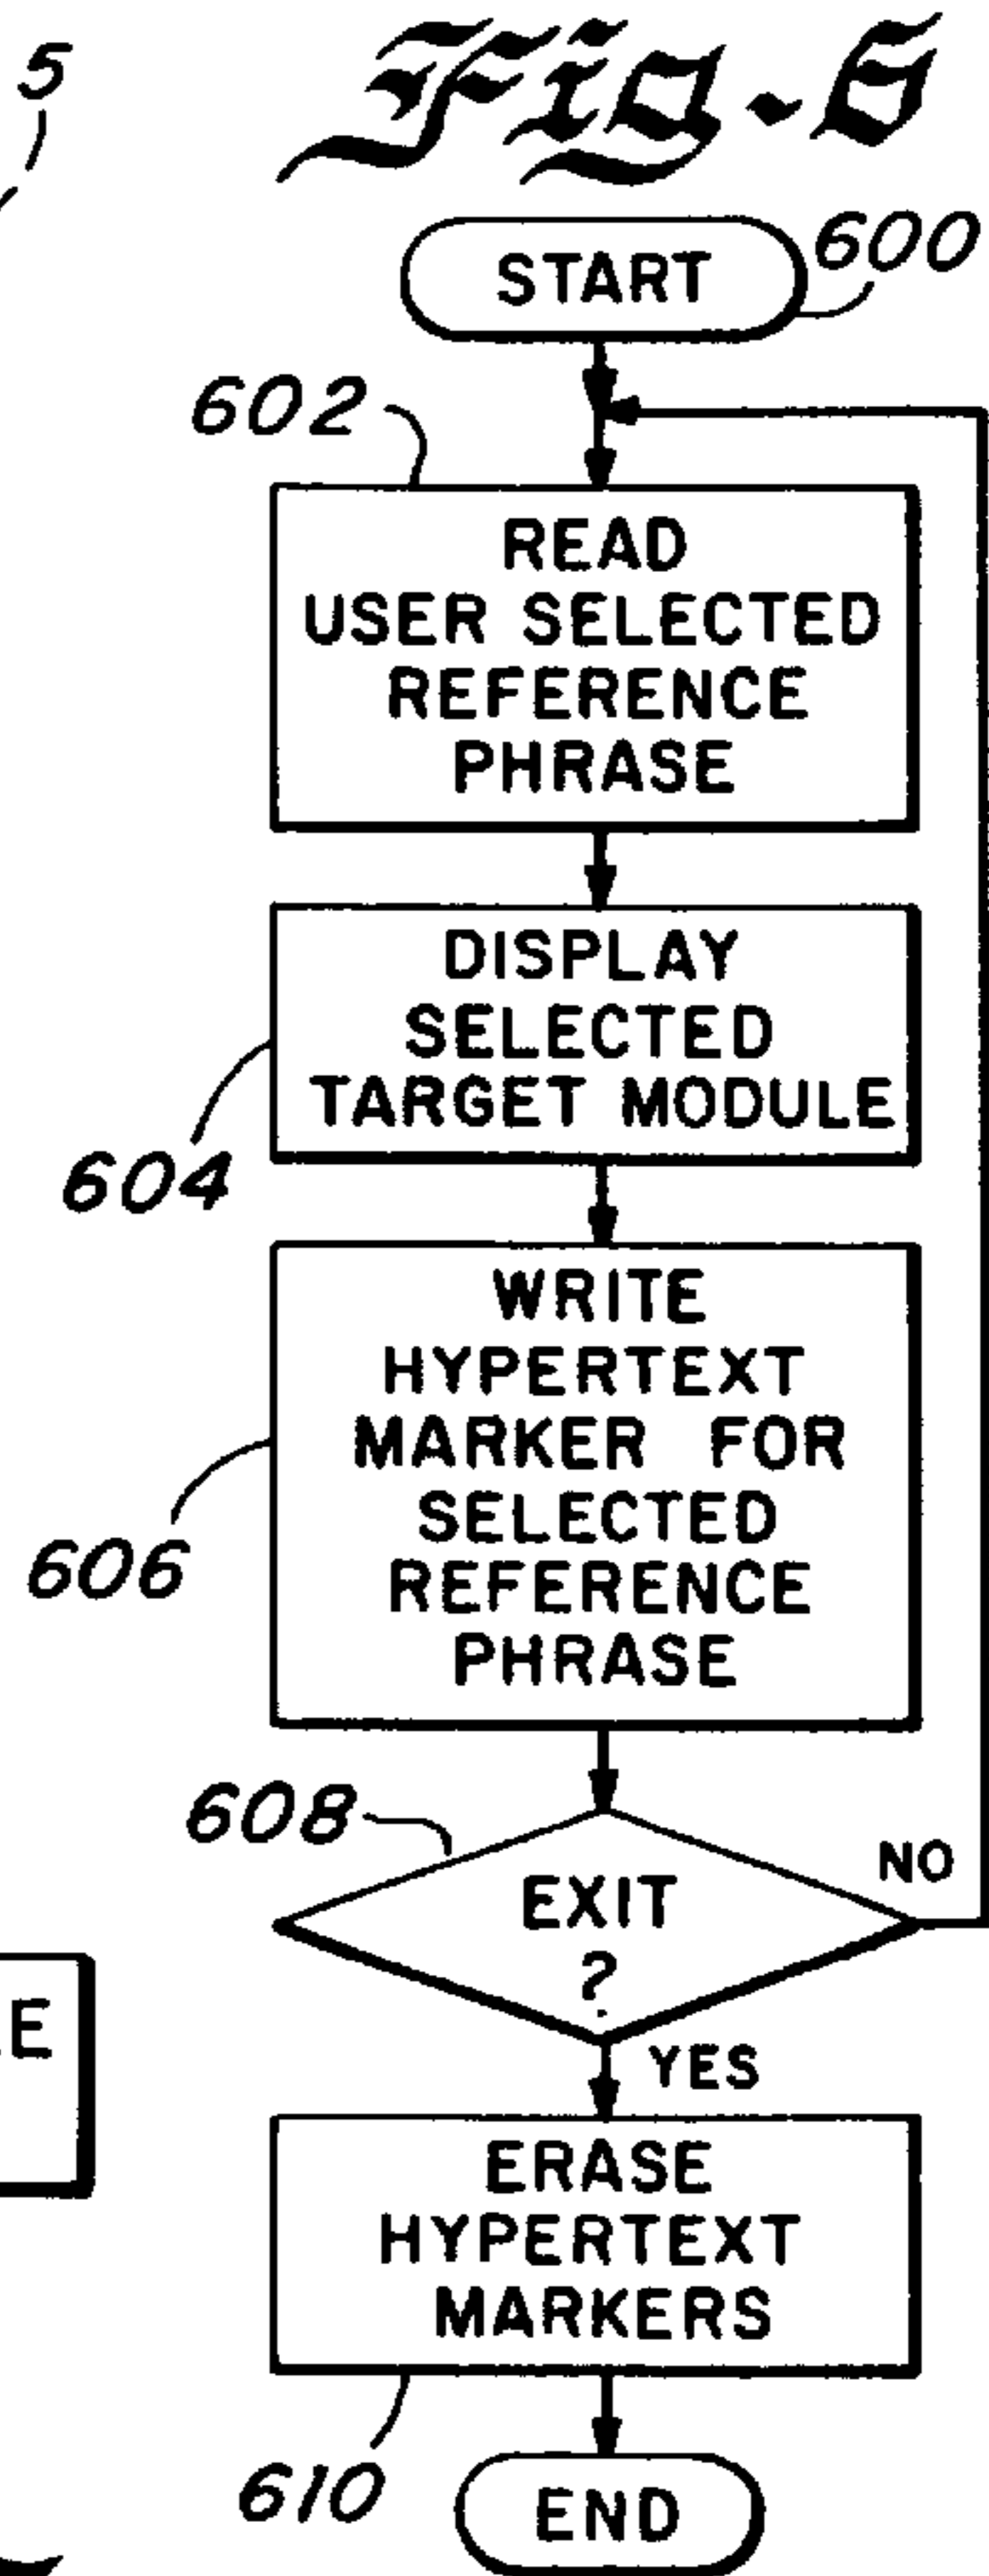 5
Fig. 6
START
600
602
READ
USER SELECTED
REFERENCE
PHRASE
DISPLAY
SELECTED
TARGET MODULE
604
WRITE
HYPERTEXT
MARKER FOR
SELECTED
REFERENCE
PHRASE
606
608
EXIT
?
NO
YES
E
ERASE
HYPERTEXT
MARKERS
610
END